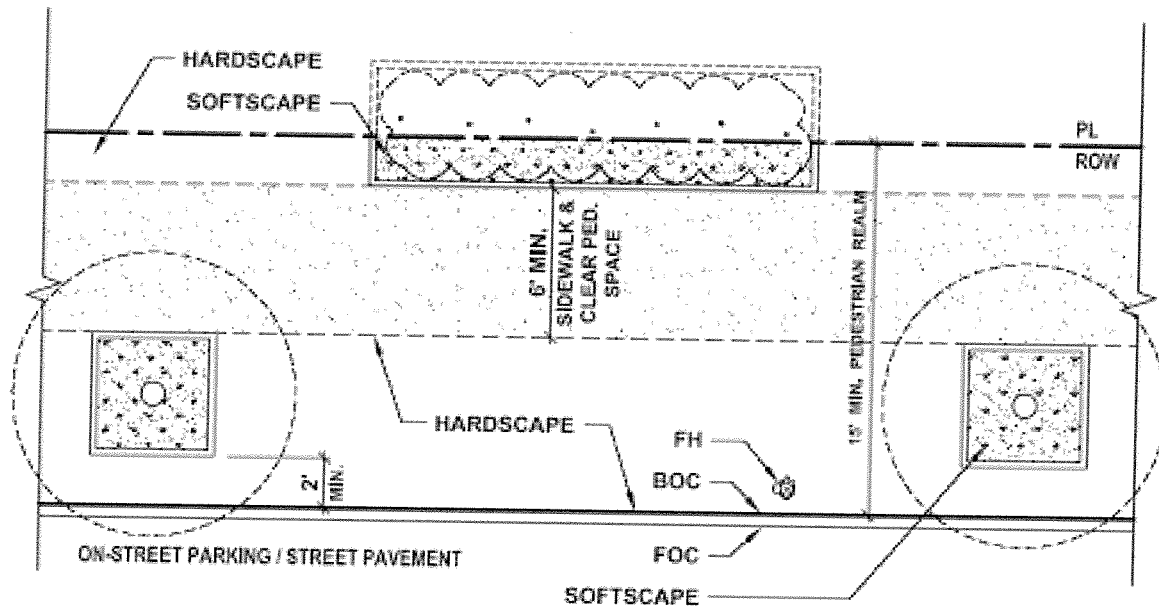 HARDSCAPE
SOFTSCAPE
PL
ROW
6' MIN.
SIDEWALK &
CLEAR PED.
SPACE
15' MIN. PEDESTRIAN REALM
HARDSCAPE
FH
BOC
2'
MIN.
ON-STREET PARKING / STREET PAVEMENT
FOC
SOFTSCAPE